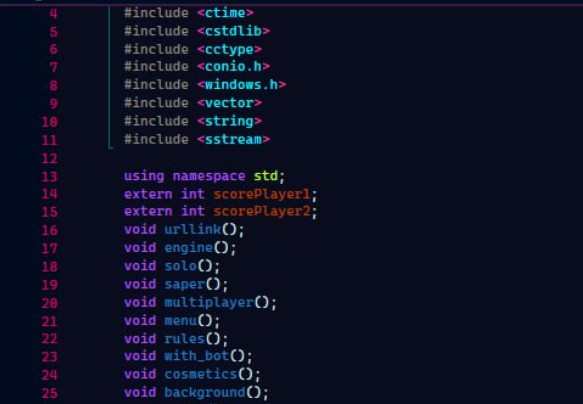 4 #include <ctime>
5 #include <cstdlib>
6 #include <cctype>
7 #include <conio.h>
8 #include <windows.h>
9 #include <vector>
10 #include <string>
11 #include <sstream>
12
13 using namespace std;
14 extern int scorePlayer1;
15 extern int scorePlayer2;
16 void urllink();
17 void engine();
18 void solo();
19 void saper();
20 void multiplayer();
21 void menu();
22 void rules();
23 void with_bot();
24 void cosmetics();
25 void background();